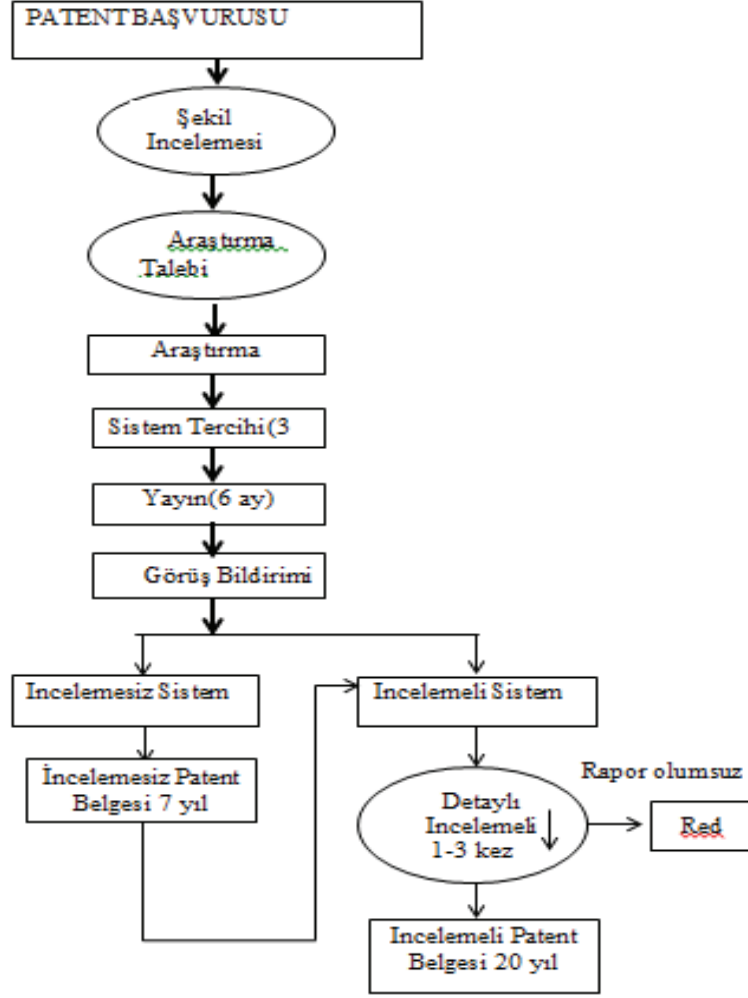 PATENT BAŞVURUSU
Şekil
Incelemesi
Araştırma
Talebi
Araştırma
Sistem Tercihi(3
Yayın(6 ay)
Görüş Bildirimi
Incelemesiz Sistem
Incelemeli Sistem
İncelemesiz Patent
Belgesi 7 yıl
Rapor olumsuz
Detaylı
Incelemeli
1-3 kez
Red
Incelemeli Patent
Belgesi 20 yıl